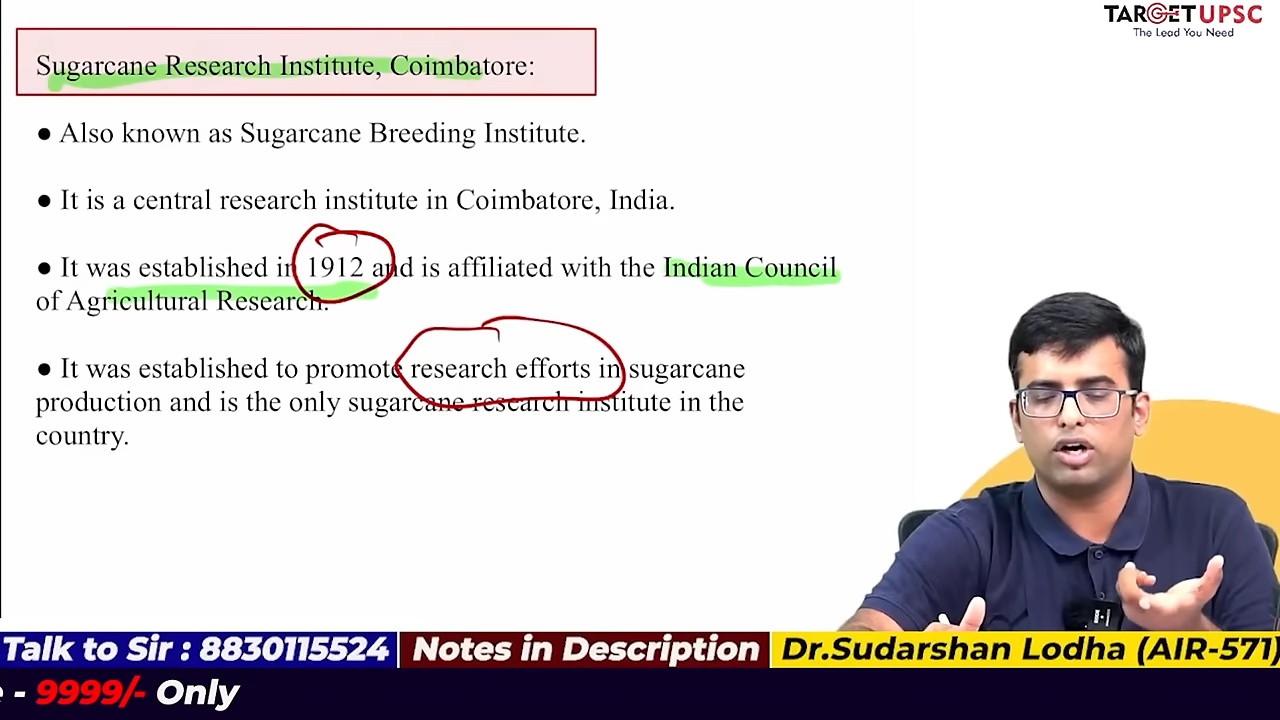 TARGETUPSC
The Lead You Need
Sugarcane Research Institute, Coimbatore:
● Also known as Sugarcane Breeding Institute.
● It is a central research institute in Coimbatore, India.
● It was established in 1912 and is affiliated with the Indian Council
of Agricultural Research.
● It was established to promote research efforts in sugarcane
production and is the only sugarcane research institute in the
country.
Talk to Sir : 8830115524 Notes in Description Dr.Sudarshan Lodha (AIR-571)
- 9999/- Only